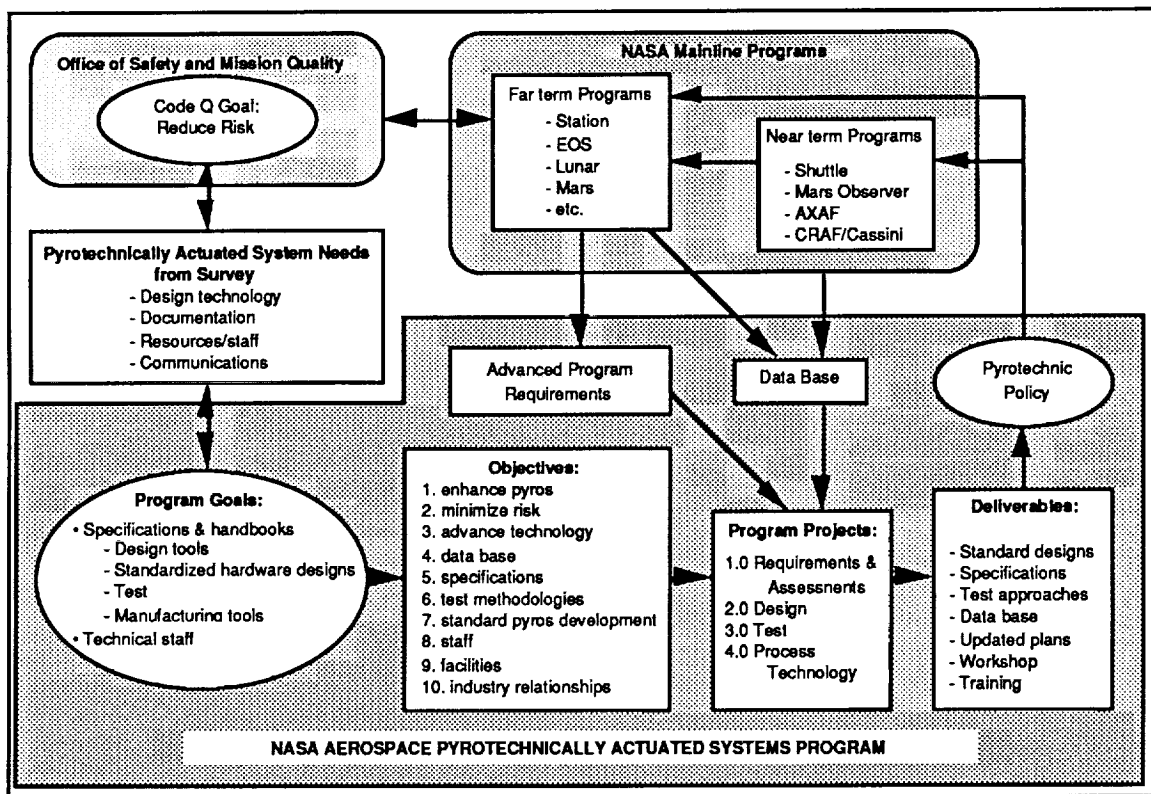 Office of Safety and Mission Quality
Code Q Goal:
Reduce Risk
NASA Mainline Programs
Far term Programs
- Station
- EOS
- Lunar
- Mars
- etc.
Near term Programs
- Shuttle
- Mars Observer
- AXAF
- CRAF/Cassini
Pyrotechnically Actuated System Needs
from Survey
- Design technology
- Documentation
- Resources/staff
- Communications
Advanced Program
Requirements
Data Base
Pyrotechnic
Policy
Program Goals:
• Specifications & handbooks
- Design tools
- Standardized hardware designs
- Test
- Manufacturing tools
• Technical staff
Objectives:
1. enhance pyros
2. minimize risk
3. advance technology
4. data base
5. specifications
6. test methodologies
7. standard pyros development
8. staff
9. facilities
10. industry relationships
Program Projects:
1.0 Requirements &
Assessnents
2.0 Design
3.0 Test
4.0 Process
Technology
Deliverables:
- Standard designs
- Specifications
- Test approaches
- Data base
- Updated plans
- Workshop
- Training
NASA AEROSPACE PYROTECHNICALLY ACTUATED SYSTEMS PROGRAM